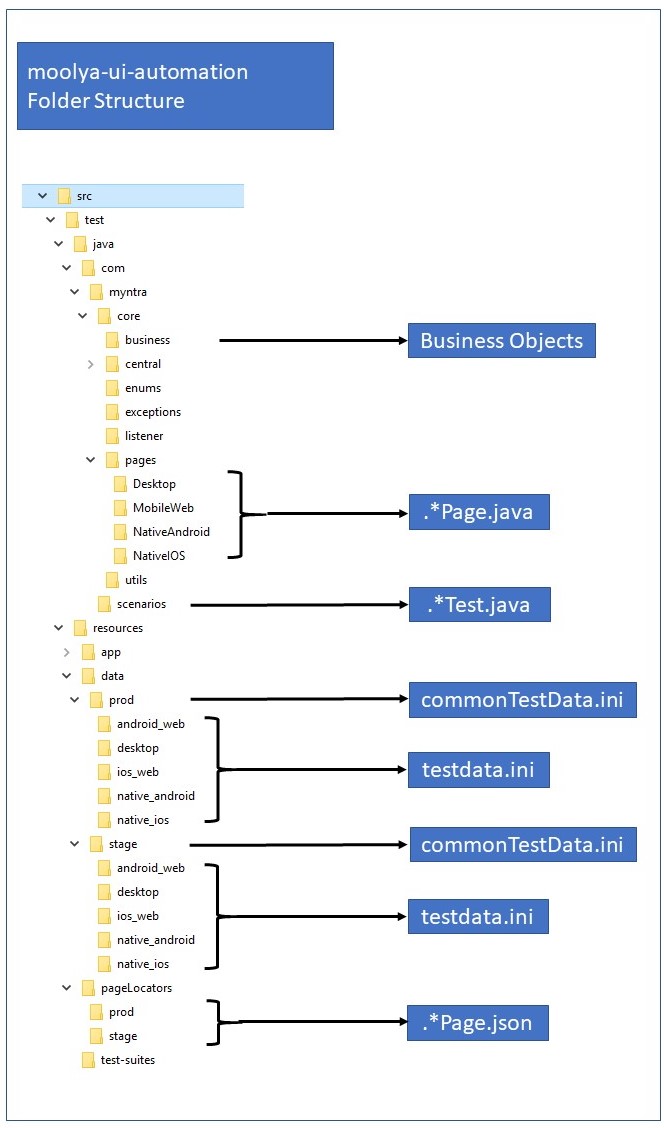 moolya-ui-automation
Folder Structure
src
test
java
com
myntra
core
business
Business Objects
central
enums
exceptions
listener
pages
Desktop
MobileWeb
NativeAndroid
NativeIOS
.*Page.java
utils
scenarios
.*Test.java
resources
app
data
prod
commonTestData.ini
android_web
desktop
ios_web
native_android
native_ios
testdata.ini
stage
commonTestData.ini
android_web
desktop
ios_web
native_android
native_ios
testdata.ini
pageLocators
prod
stage
.*Page.json
test-suites